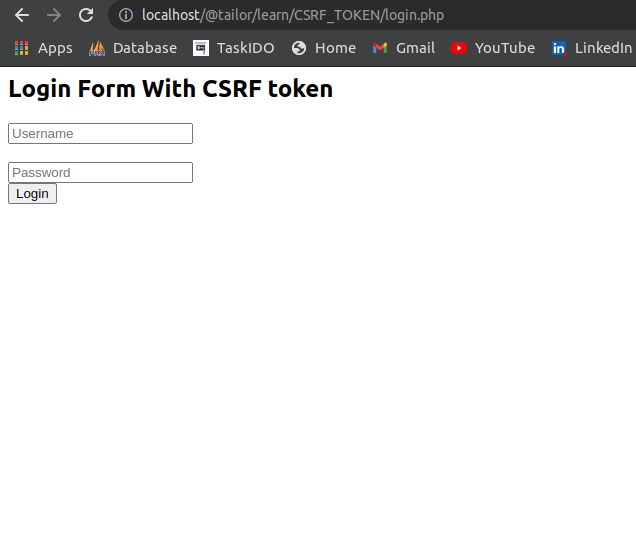 localhost/@tailor/learn/CSRF_TOKEN/login.php
Apps Database TaskIDO Home Gmail YouTube LinkedIn
Login Form With CSRF token
Username
Password
Login